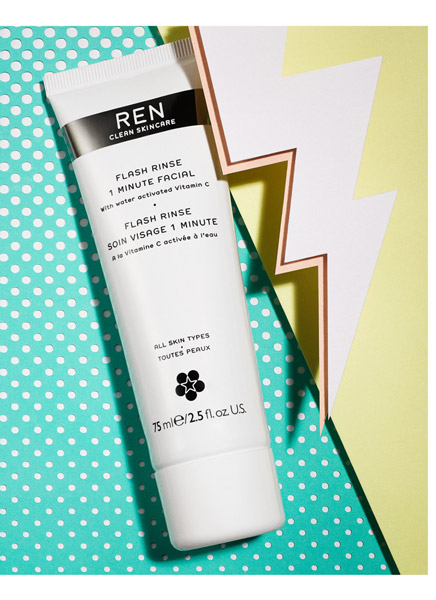 REN
CLEAN SKINCARE
FLASH RINSE
1 MINUTE FACIAL
With water activated Vitamin C
•
FLASH RINSE
SOIN VISAGE 1 MINUTE
A la Vitamine C activée à l'eau
ALL SKIN TYPES
•
TOUTES PEAUX
75 ml ℮/2.5 fl. oz. U.S.